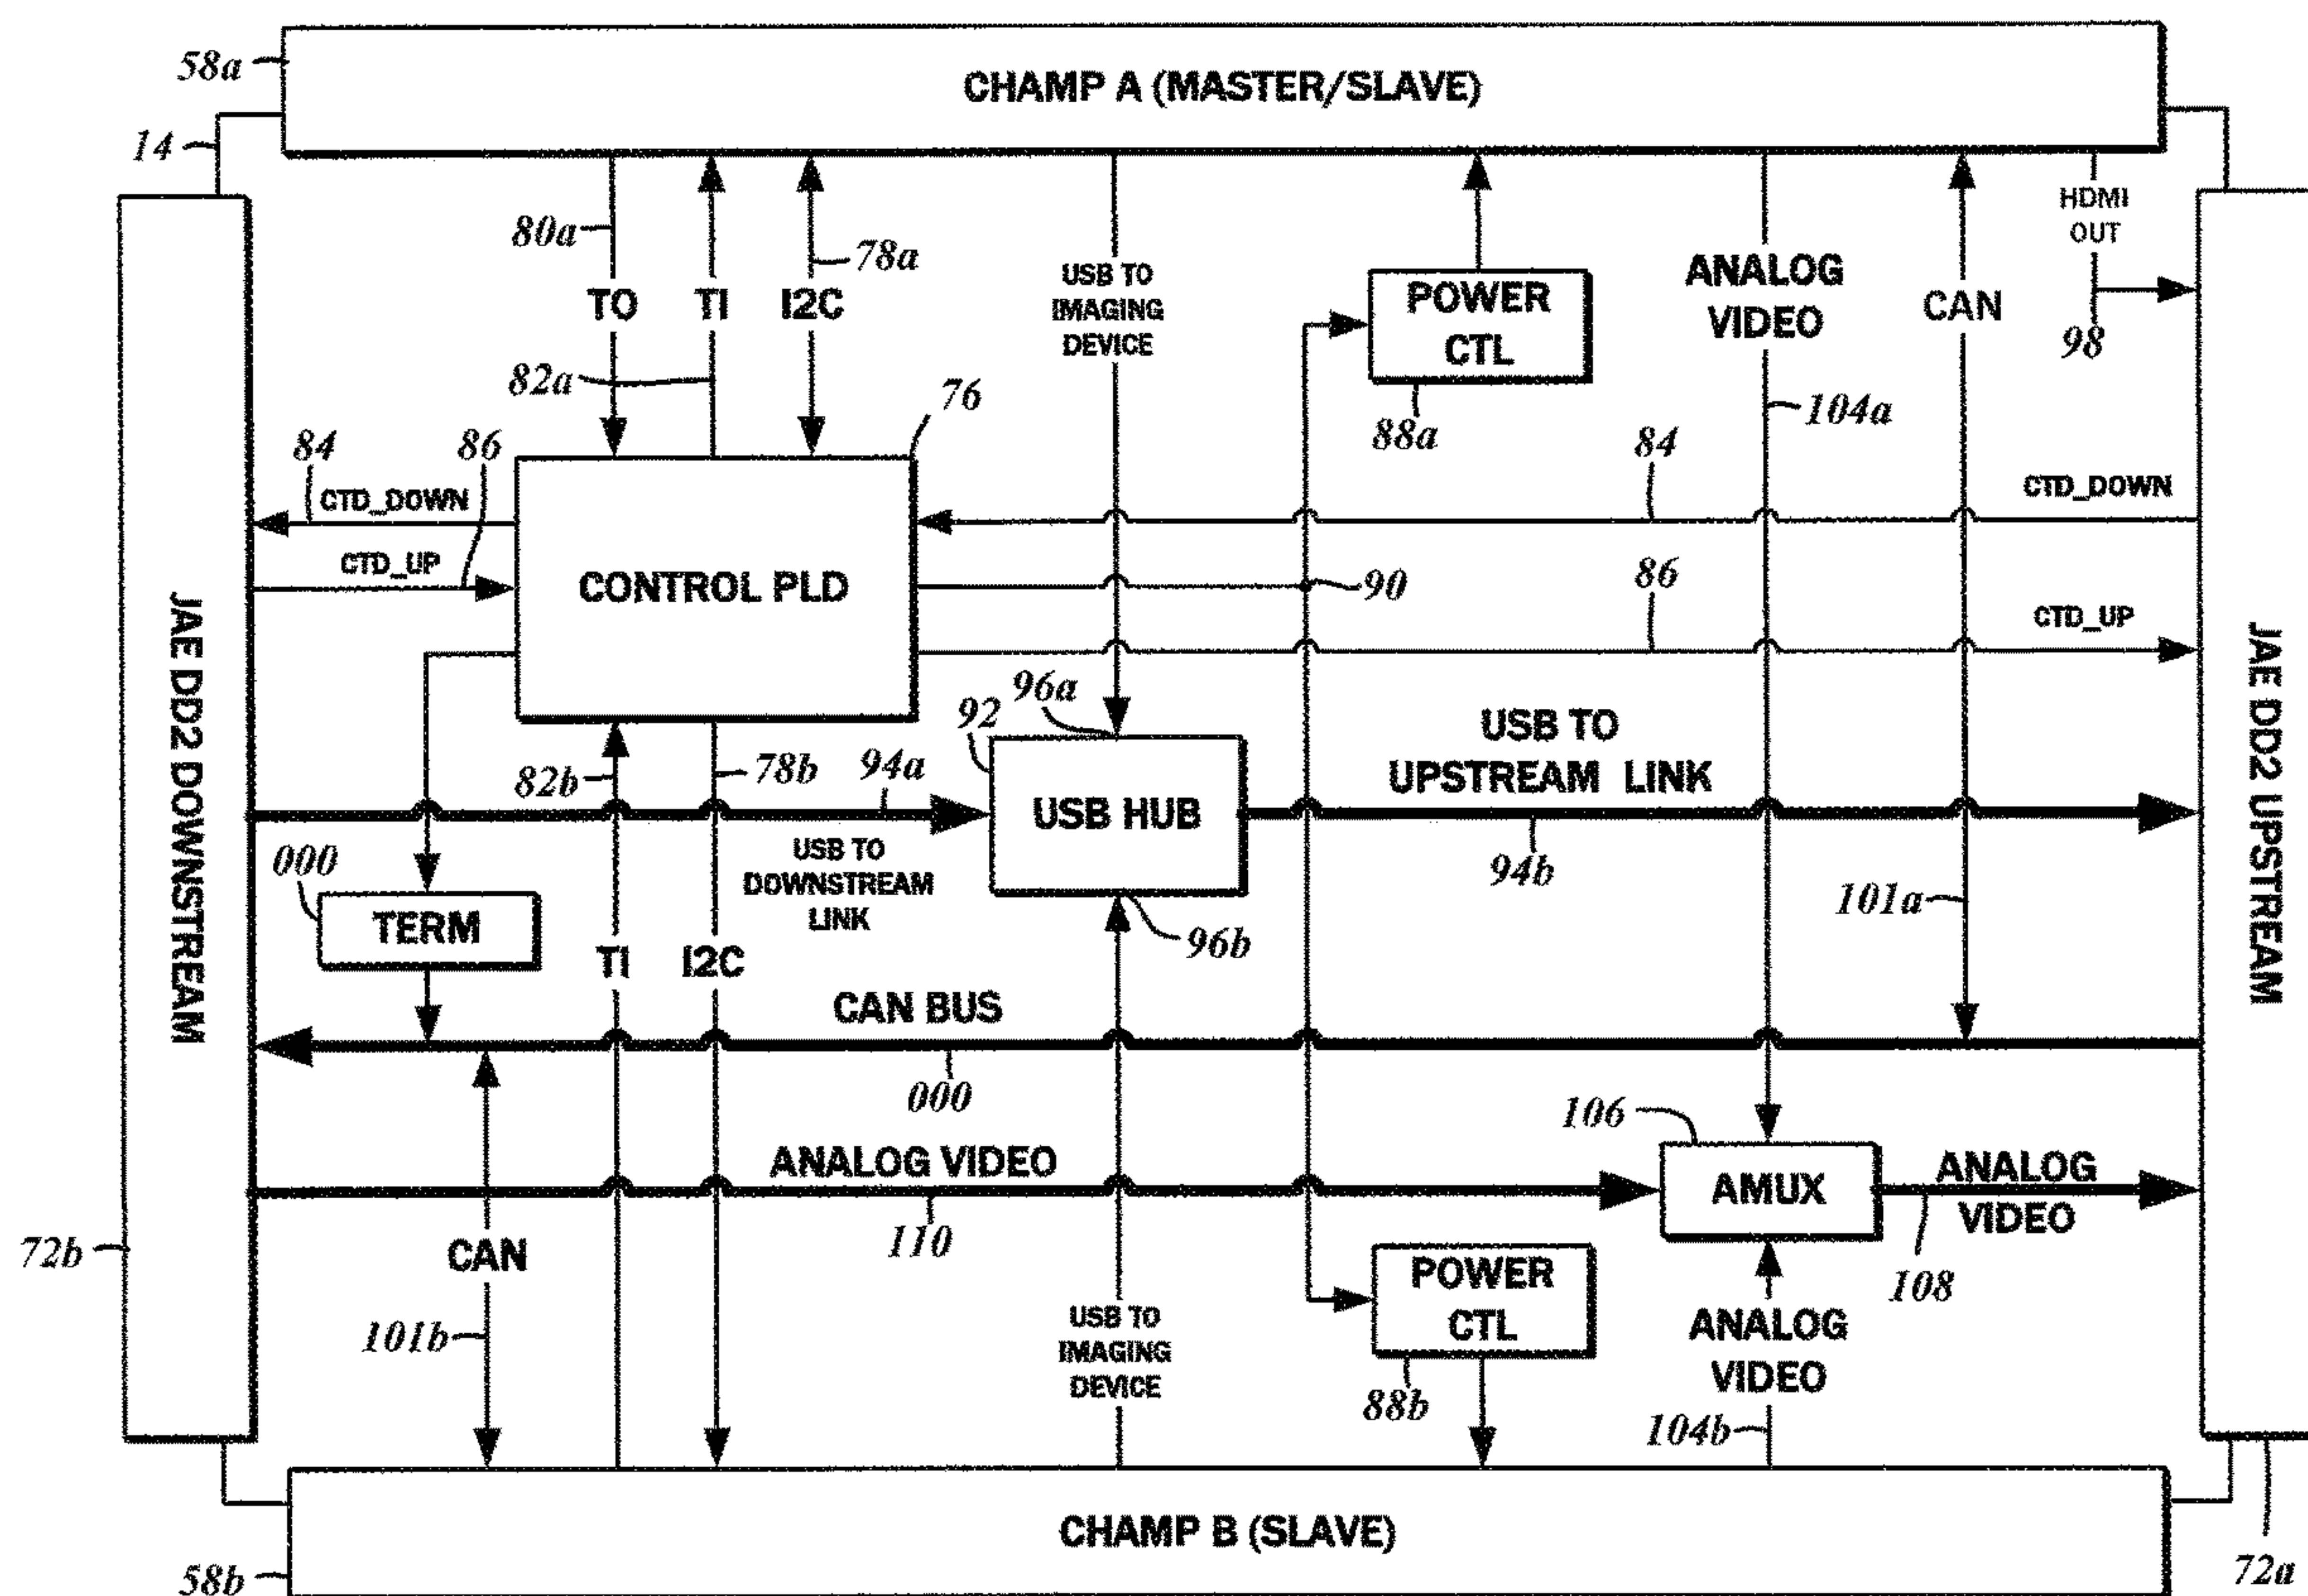 58a
CHAMP A (MASTER/SLAVE)
14
HDMI
OUT
80a
78a
USB TO
IMAGING
DEVICE
TO
TI
I2C
POWER
CTL
ANALOG
VIDEO
CAN
98
82a
76
88a
104a
84
86
84
CTD_DOWN
CTD_DOWN
CTD_UP
CONTROL PLD
90
86
CTD_UP
JAE DD2 DOWNSTREAM
JAE DD2 UPSTREAM
96a
92
USB TO
UPSTREAM LINK
82b
78b
94a
USB HUB
USB TO
DOWNSTREAM
LINK
94b
000
TERM
101a
96b
TI
I2C
CAN BUS
000
106
ANALOG VIDEO
AMUX
ANALOG
VIDEO
110
72b
CAN
108
POWER
CTL
101b
USB TO
IMAGING
DEVICE
ANALOG
VIDEO
88b
104b
CHAMP B (SLAVE)
58b
72a